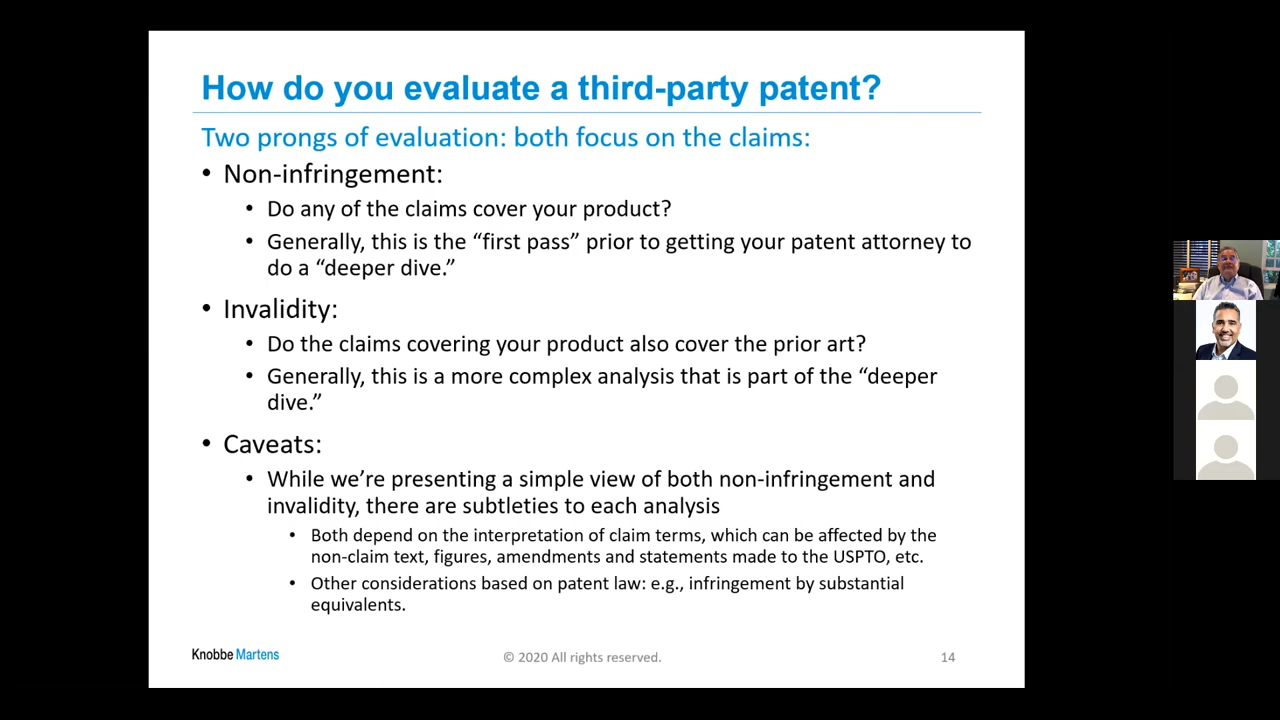 How do you evaluate a third-party patent?
Two prongs of evaluation: both focus on the claims:
• Non-infringement:
• Do any of the claims cover your product?
• Generally, this is the “first pass” prior to getting your patent attorney to
do a “deeper dive.”
• Invalidity:
• Do the claims covering your product also cover the prior art?
• Generally, this is a more complex analysis that is part of the “deeper
dive.”
• Caveats:
• While we’re presenting a simple view of both non-infringement and
invalidity, there are subtleties to each analysis
• Both depend on the interpretation of claim terms, which can be affected by the
non-claim text, figures, amendments and statements made to the USPTO, etc.
• Other considerations based on patent law: e.g., infringement by substantial
equivalents.
Knobbe Martens
© 2020 All rights reserved.
14